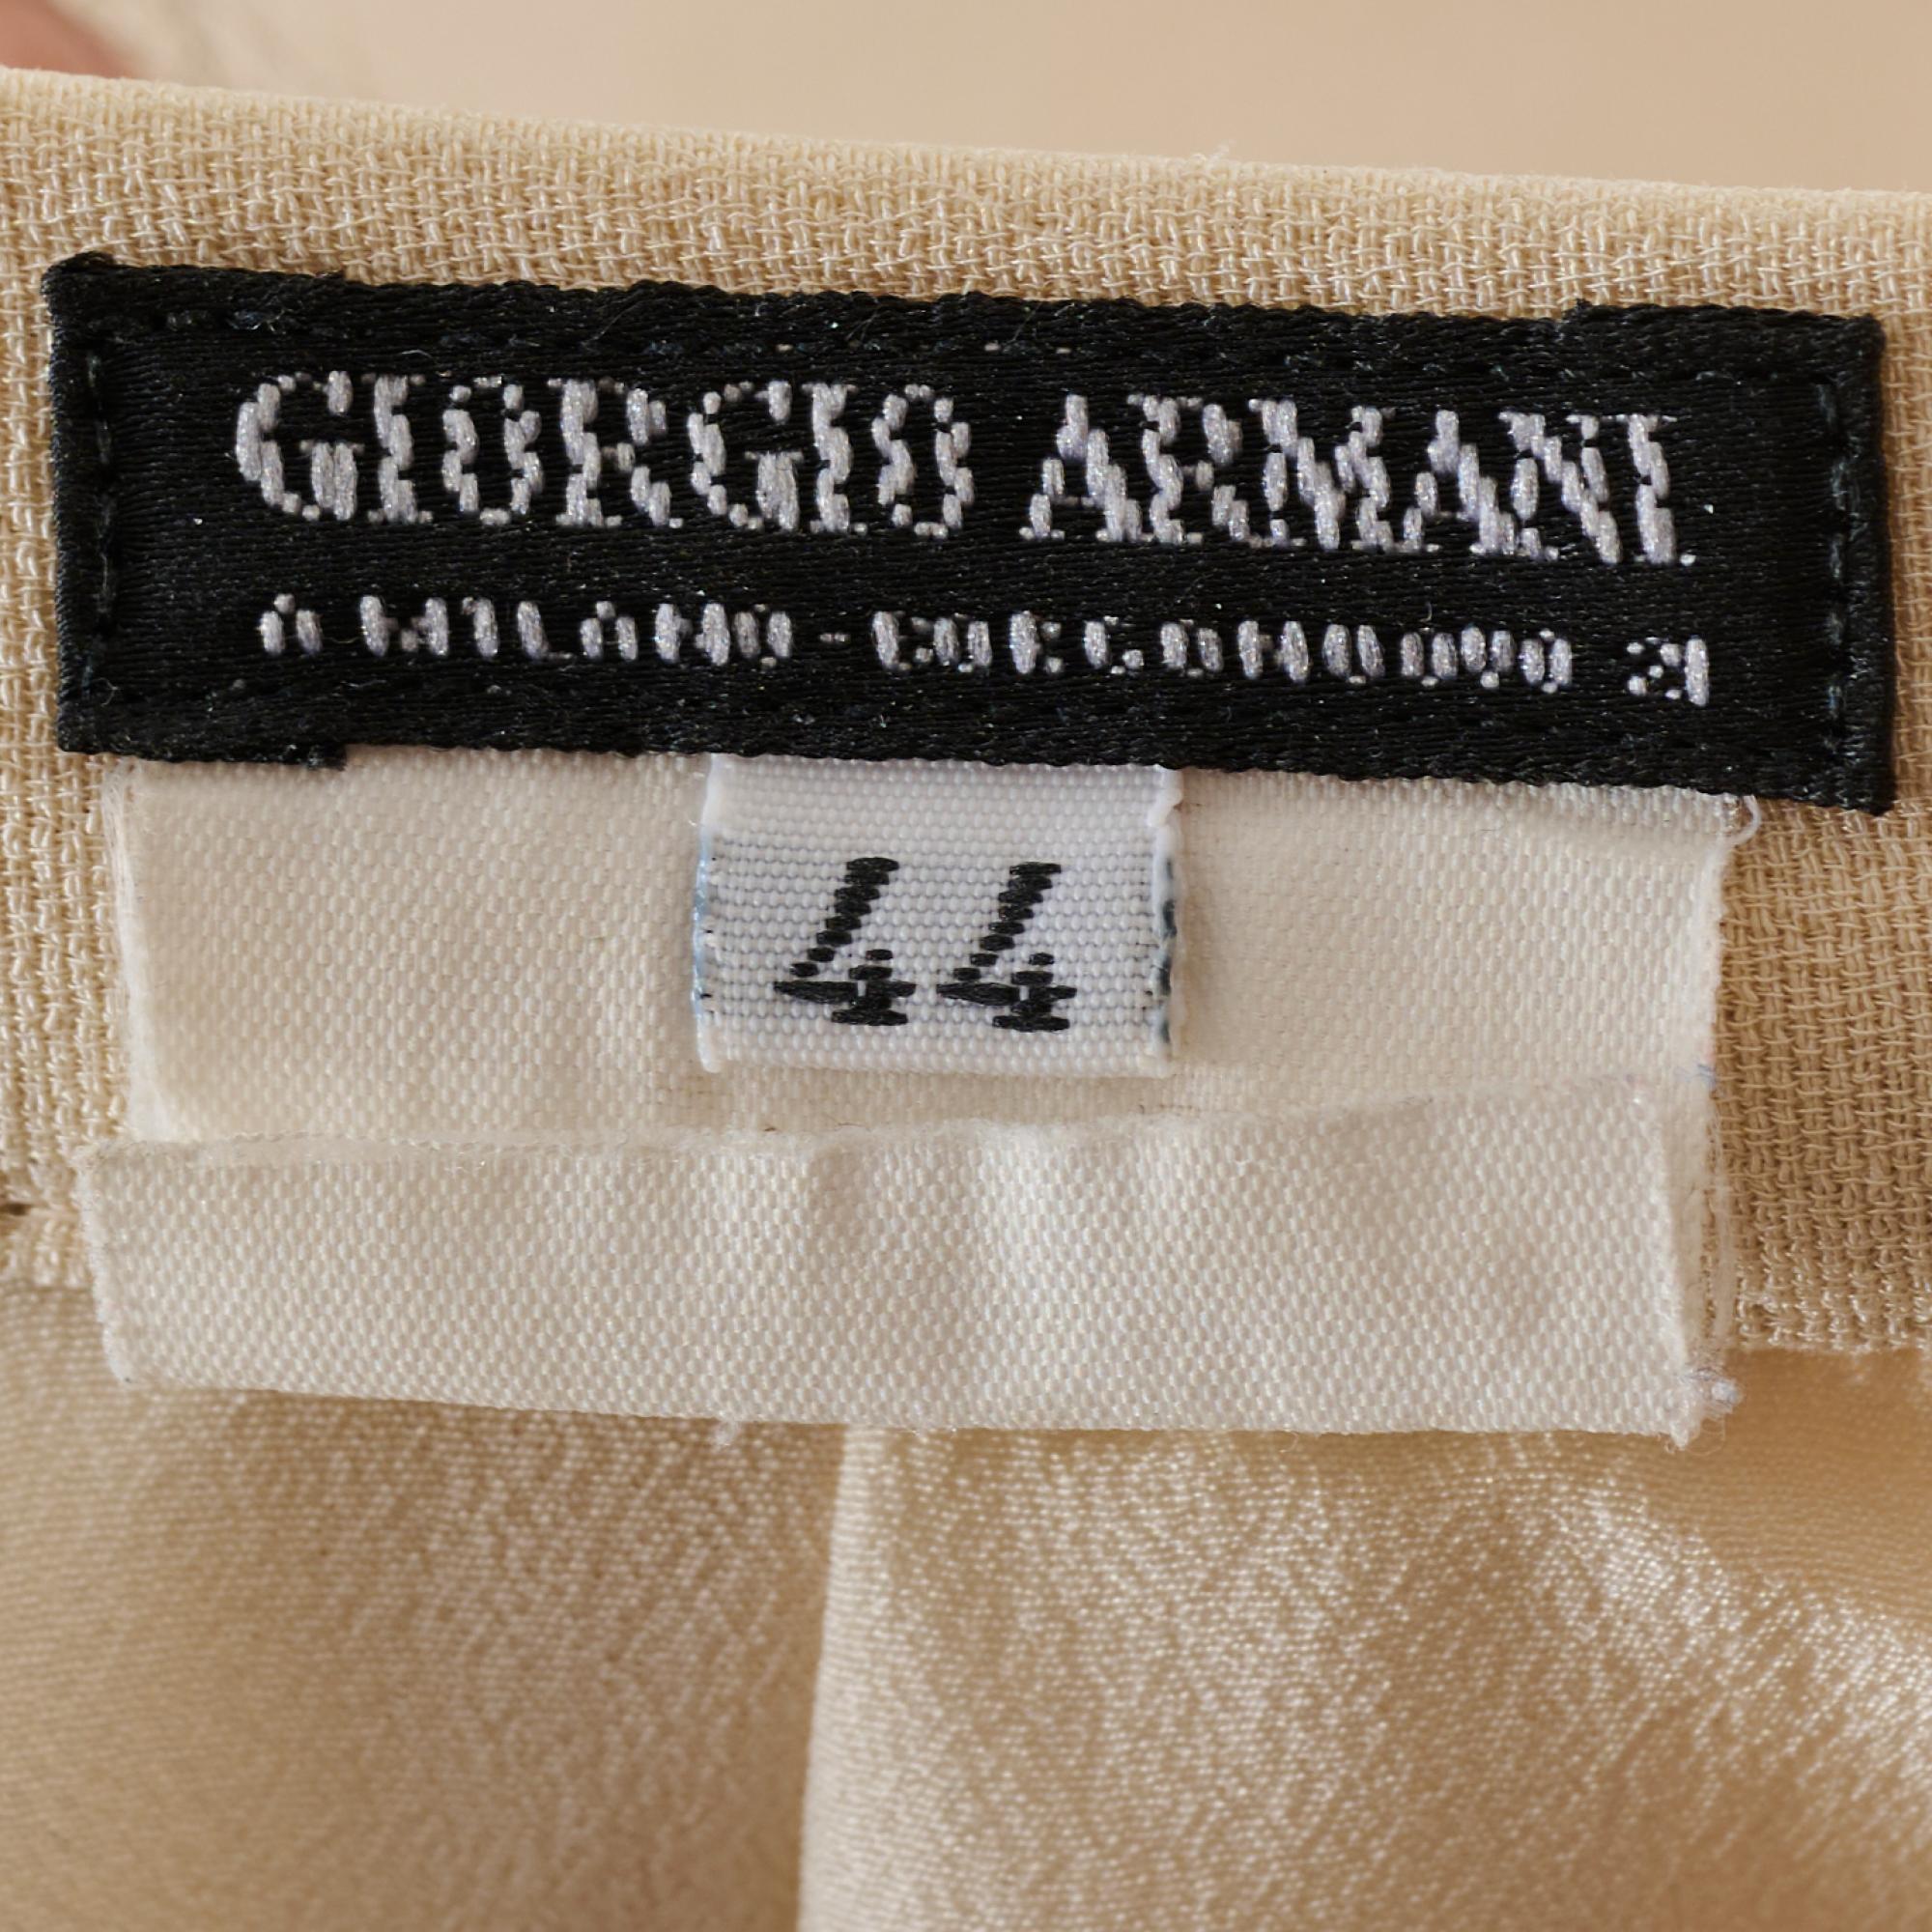 GIORGIO ARMANI
A MILANO - BORGONUOVO 21
44